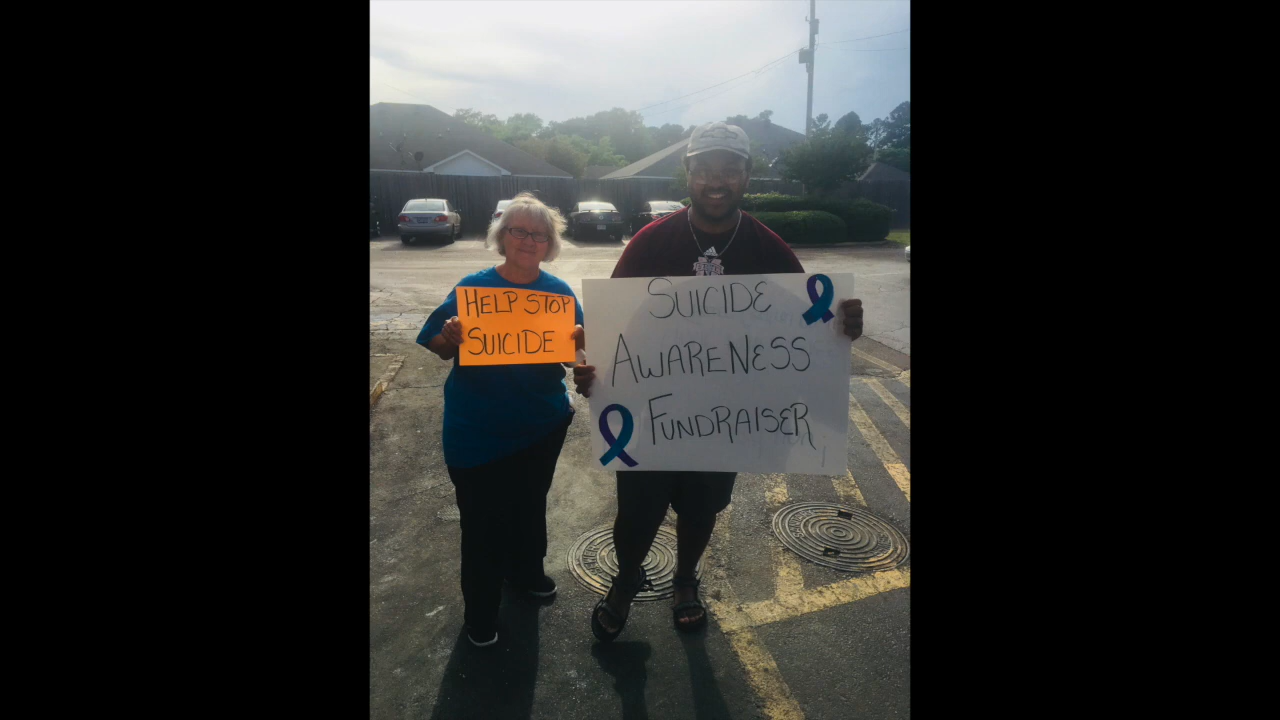 HELP STOP
SUICIDE
SUICIDE
AWARENESS
FUNDRAISER